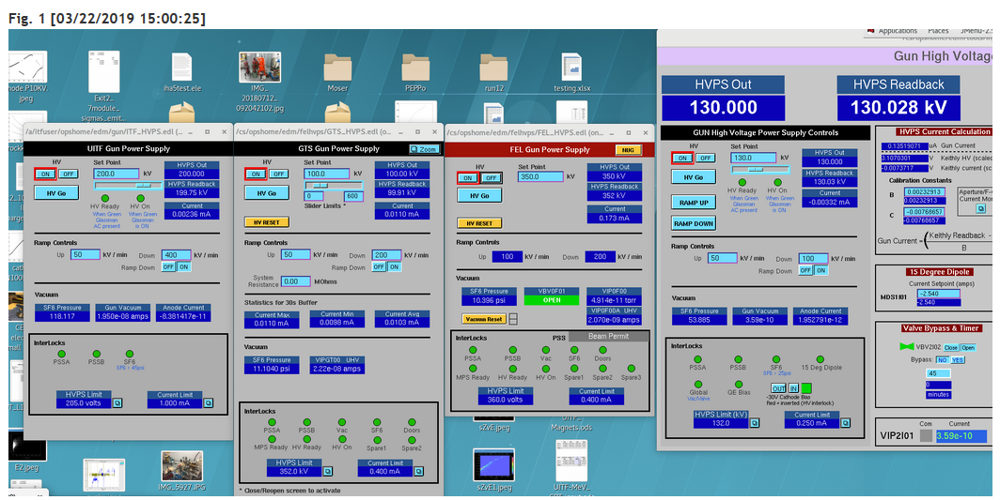 Fig. 1 [03/22/2019 15:00:25]
Applications Places
Gun High Voltage
node.P10KV.
jpeg
Exit2_
7module_
sigmas_emit...
iha5test.ele
IMG_
20180712_
092042102.jpg
Moser
PEPPo
run12
testing.xlsx
/a/itfuser/opshome/edm/gun/ITF_HVPS.edl (
UITF Gun Power Supply
HV
ON OFF
Set Point
200.0 kV
HV Go
HVPS Out
200.000
HVPS Readback
199.75 kV
Current
0.00236 mA
HV Ready HV On
When Green
Glassman
AC present
When Green
Glassman
is ON
Ramp Controls
Up 50 kV / min Down 400 kV / min
Ramp Down OFF ON
Vacuum
SF6 Pressure Gun Vacuum Anode Current
118.117 1.950e-08 amps -8.381417e-11
InterLocks
PSSA PSSB SF6
SF6 > 45psi
HVPS Limit Current Limit
205.0 volts 1.000 mA
/cs/opshome/edm/felhvps/GTS_HVPS.edl (
GTS Gun Power Supply Zoom
HV
ON OFF
Set Point
100.0 kV
HV Go
0 600
Slider Limits *
HV RESET
HVPS Out
100.00 kV
HVPS Readback
99.91 kV
Current
0.0110 mA
Ramp Controls
Up 50 kV / min Down 200 kV / min
Ramp Down OFF ON
System
Resistance 0.00 MOhms
Statistics for 30s Buffer
Current Max Current Min Current Avg
0.0110 mA 0.0098 mA 0.0103 mA
Vacuum
SF6 Pressure VIPGT00 UHV
11.1040 psi 2.22e-08 amps
InterLocks
PSSA PSSB Vac SF6 Doors
MPS Ready HV Ready HV On Spare1 Spare2
HVPS Limit Current Limit
352.0 kV 0.400 mA
* Close/Reopen screen to activate
/cs/opshome/edm/felhvps/FEL_HVPS.edl (on...
FEL Gun Power Supply NUG
HV
ON OFF
Set Point
350.0 kV
HV Go
HV RESET
HVPS Out
350 kV
HVPS Readback
352 kV
Current
0.173 mA
Ramp Controls
Up 100 kV / min Down 200 kV / min
Vacuum
SF6 Pressure VBV0F01 VIP0F00
10.396 psi OPEN 4.914e-11 torr
Vacuum Reset
VIP0F00A UHV
2.070e-09 amps
InterLocks PSS Beam Permit
PSSA PSSB Vac SF6 Doors
MPS Ready HV Ready HV On Spare1 Spare2 Spare3
HVPS Limit Current Limit
360.0 volts 0.400 mA
HVPS Out HVPS Readback
130.000 130.028 kV
GUN High Voltage Power Supply Controls
HV
ON OFF
Set Point
130.0 kV
HV Go
RAMP UP
RAMP DOWN
HVPS Out
130.000
HVPS Readback
130.03 kV
Current
-0.00332 mA
HV Ready HV On
When Green
Glassman
AC present
When Green
Glassman
is ON
Ramp Controls
Up 50 kV / min Down 100 kV / min
Ramp Down OFF ON
Vacuum
SF6 Pressure Gun Vacuum Anode Current
53.885 3.59e-10 amps 1.952791e-12
InterLocks
PSSA PSSB SF6 15 Deg Dipole
SF6 > 35psi
Global
Vac/Valve
QE Bias
OUT IN
-30V Cathode Bias
Red = inserted (HV interlock)
HVPS Limit (kV) Current Limit
132.0 0.250 mA
HVPS Current Calculation
0.13519071 uA Gun Current
3.1070301 V Keithly HV (scaled
-0.0073717 V Keithly current (sc
Calibration Constants
B 0.00232913
0.00232913
C -0.00768657
-0.00768657
Aperture/F-
Current Mo
Gun Current = ( Keithly Readback -
B
15 Degree Dipole
Current Setpoint (amps)
MDS1I01 -2.540
-2.540
Valve Bypass & Timer
VBV2I02 Close Open
Bypass: NO YES
45
0
minutes
Com Current
VIP2I01 3.59e-10
E2.jpeg
IMG_5927.JPG
sZvE.jpeg
Magnets.ods
sZvE1.jpeg
UITF-MeV_